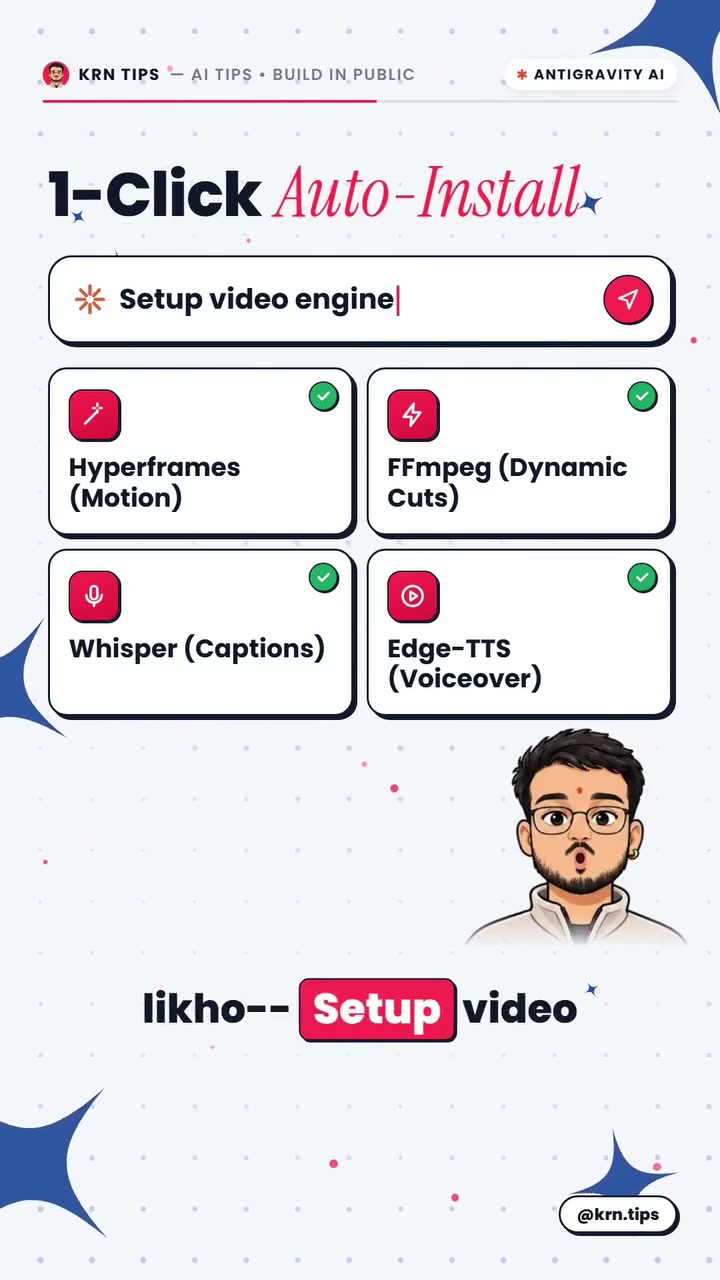 KRN TIPS — AI TIPS • BUILD IN PUBLIC
ANTIGRAVITY AI
1-Click Auto-Install
Setup video engine
Hyperframes
(Motion)
FFmpeg (Dynamic
Cuts)
Whisper (Captions)
Edge-TTS
(Voiceover)
likho-- Setup video
@krn.tips